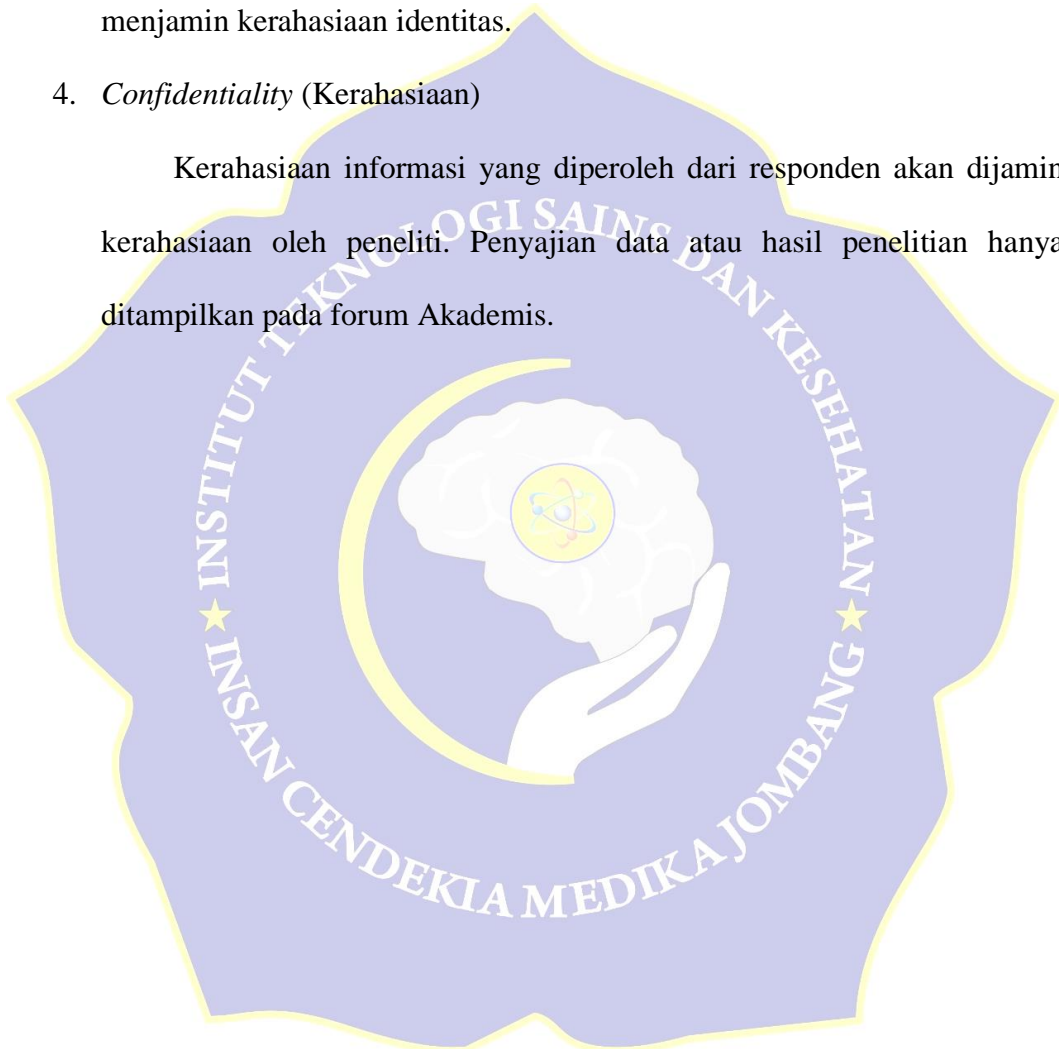 menjamin kerahasiaan identitas.
4. Confidentiality (Kerahasiaan)
Kerahasiaan informasi yang diperoleh dari responden akan dijamin
kerahasiaan oleh peneliti. Penyajian data atau hasil penelitian hanya
ditampilkan pada forum Akademis.
INSTITUT TEKNOLOGI SAINS DAN KESEHATAN
INSAN CENDEKIA MEDIKA JOMBANG